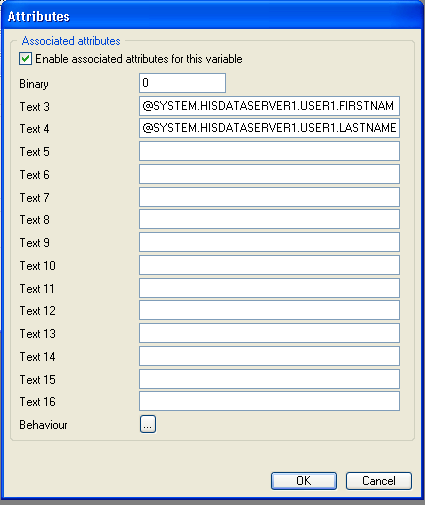 Attributes
Associated attributes
Enable associated attributes for this variable
Binary 0
Text 3 @SYSTEM.HISDATASERVER1.USER1.FIRSTNAM
Text 4 @SYSTEM.HISDATASERVER1.USER1.LASTNAME
Text 5
Text 6
Text 7
Text 8
Text 9
Text 10
Text 11
Text 12
Text 13
Text 14
Text 15
Text 16
Behaviour ...
OK Cancel